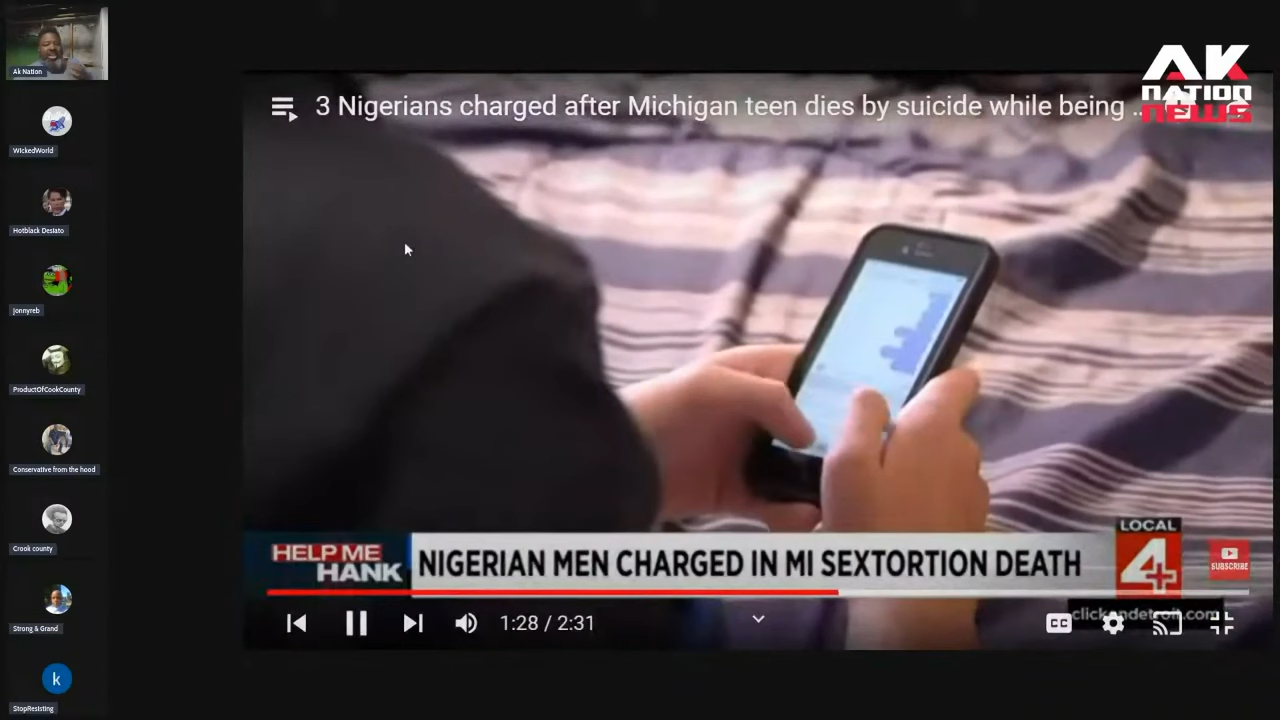 Ak Nation
WickedWorld
Hotblack Desiato
Jonnyreb
ProductOfCookCounty
Conservative from the hood
Crook county
Strong & Grand
k
StopResisting
3 Nigerians charged after Michigan teen dies by suicide while being ...
AK
NATION
NEWS
HELP ME
HANK
NIGERIAN MEN CHARGED IN MI SEXTORTION DEATH
LOCAL
4
SUBSCRIBE
1:28 / 2:31
CC
clickondetroit.com